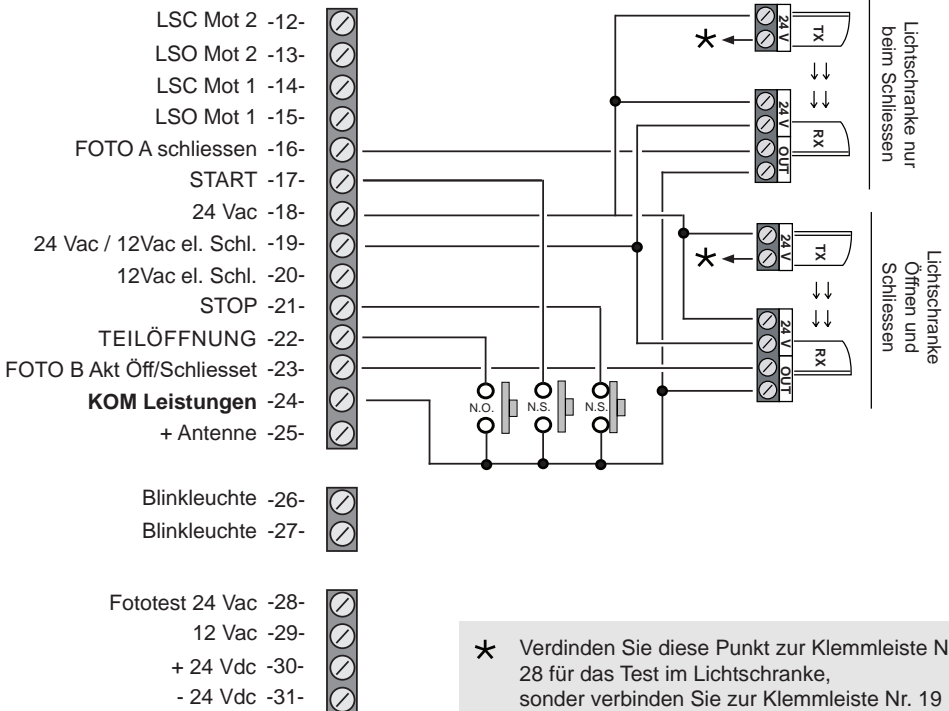 LSC Mot 2 -12-
LSO Mot 2 -13-
LSC Mot 1 -14-
LSO Mot 1 -15-
FOTO A schliessen -16-
START -17-
24 Vac -18-
24 Vac / 12Vac el. Schl. -19-
12Vac el. Schl. -20-
STOP -21-
TEILÖFFNUNG -22-
FOTO B Akt Öff/Schliesset -23-
KOM Leistungen -24-
+ Antenne -25-
Blinkleuchte -26-
Blinkleuchte -27-
Fototest 24 Vac -28-
12 Vac -29-
+ 24 Vdc -30-
- 24 Vdc -31-
N.O.
N.S.
N.S.
24 V
TX
24 V
OUT
RX
Lichtschranke nur
beim Schliessen
24 V
TX
24 V
OUT
RX
Lichtschranke
Öffnen und
Schliessen
Verdinden Sie diese Punkt zur Klemmleiste N
28 für das Test im Lichtschranke,
sonder verbinden Sie zur Klemmleiste Nr. 19